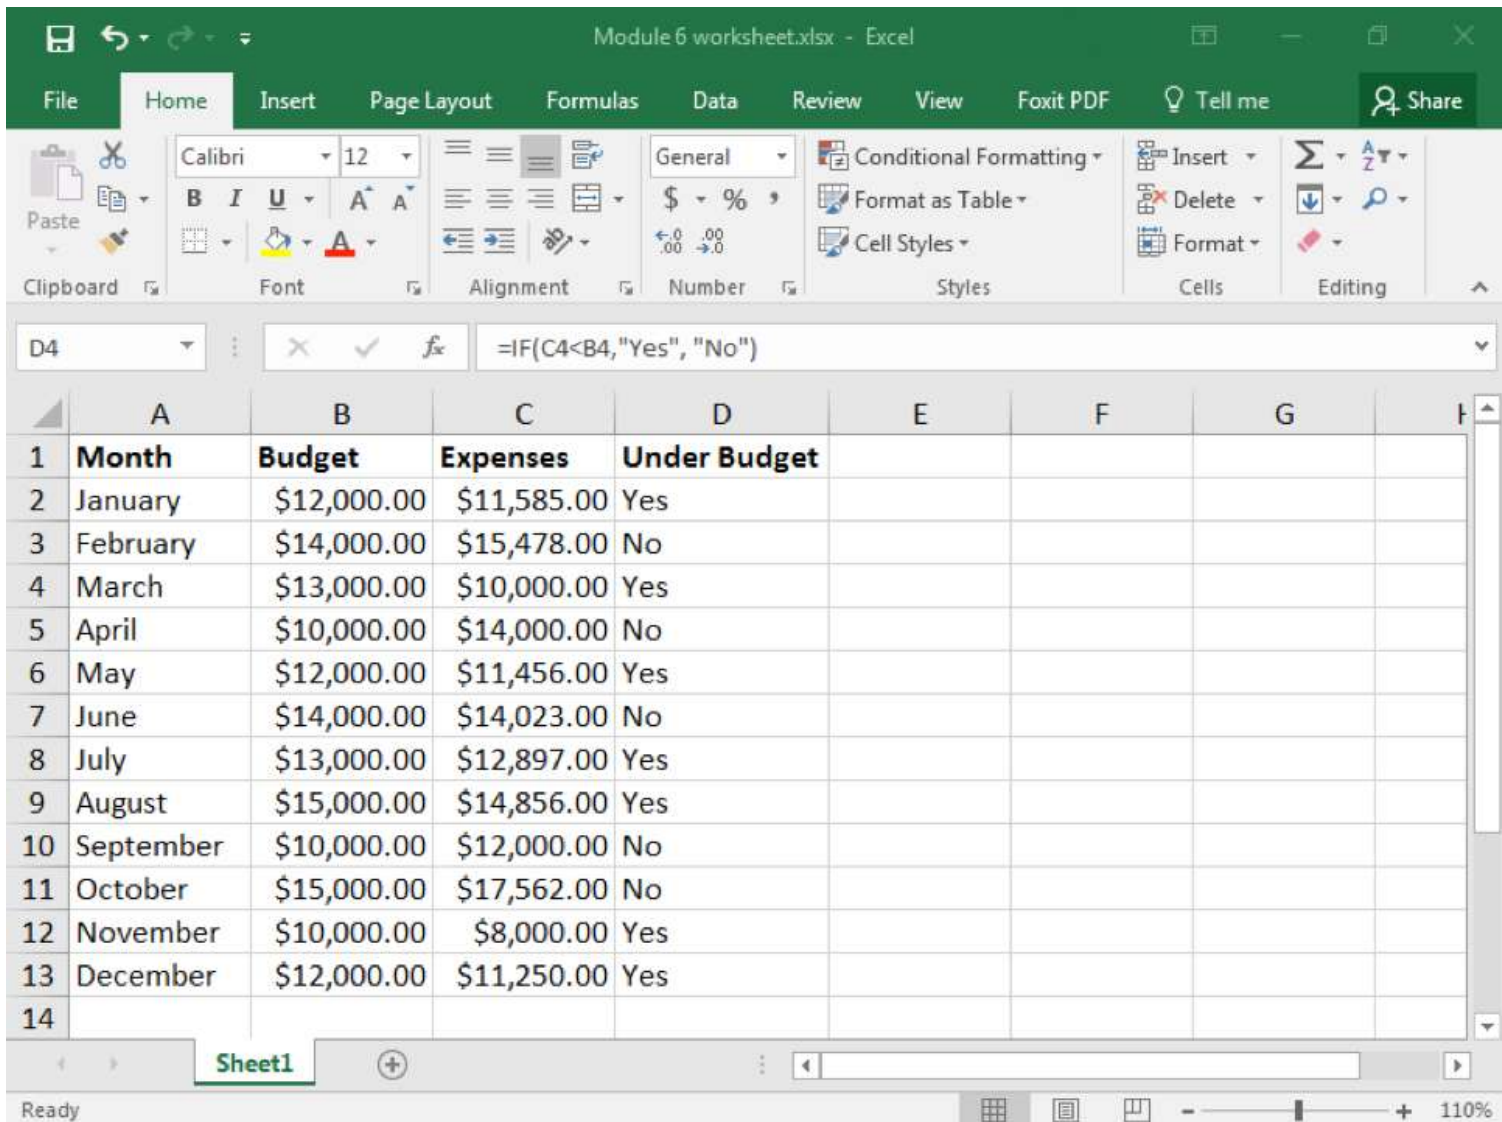 Module 6 worksheet.xlsx - Excel
File Home Insert Page Layout Formulas Data Review View Foxit PDF Tell me Share
Calibri 12 General Conditional Formatting Insert
Paste B I U A A $ % , Format as Table Delete
A Cell Styles Format
Clipboard Font Alignment Number Styles Cells Editing
D4 fx =IF(C4<B4,"Yes", "No")
A B C D E F G
1 Month Budget Expenses Under Budget
2 January $12,000.00 $11,585.00 Yes
3 February $14,000.00 $15,478.00 No
4 March $13,000.00 $10,000.00 Yes
5 April $10,000.00 $14,000.00 No
6 May $12,000.00 $11,456.00 Yes
7 June $14,000.00 $14,023.00 No
8 July $13,000.00 $12,897.00 Yes
9 August $15,000.00 $14,856.00 Yes
10 September $10,000.00 $12,000.00 No
11 October $15,000.00 $17,562.00 No
12 November $10,000.00 $8,000.00 Yes
13 December $12,000.00 $11,250.00 Yes
14
Sheet1
Ready 110%